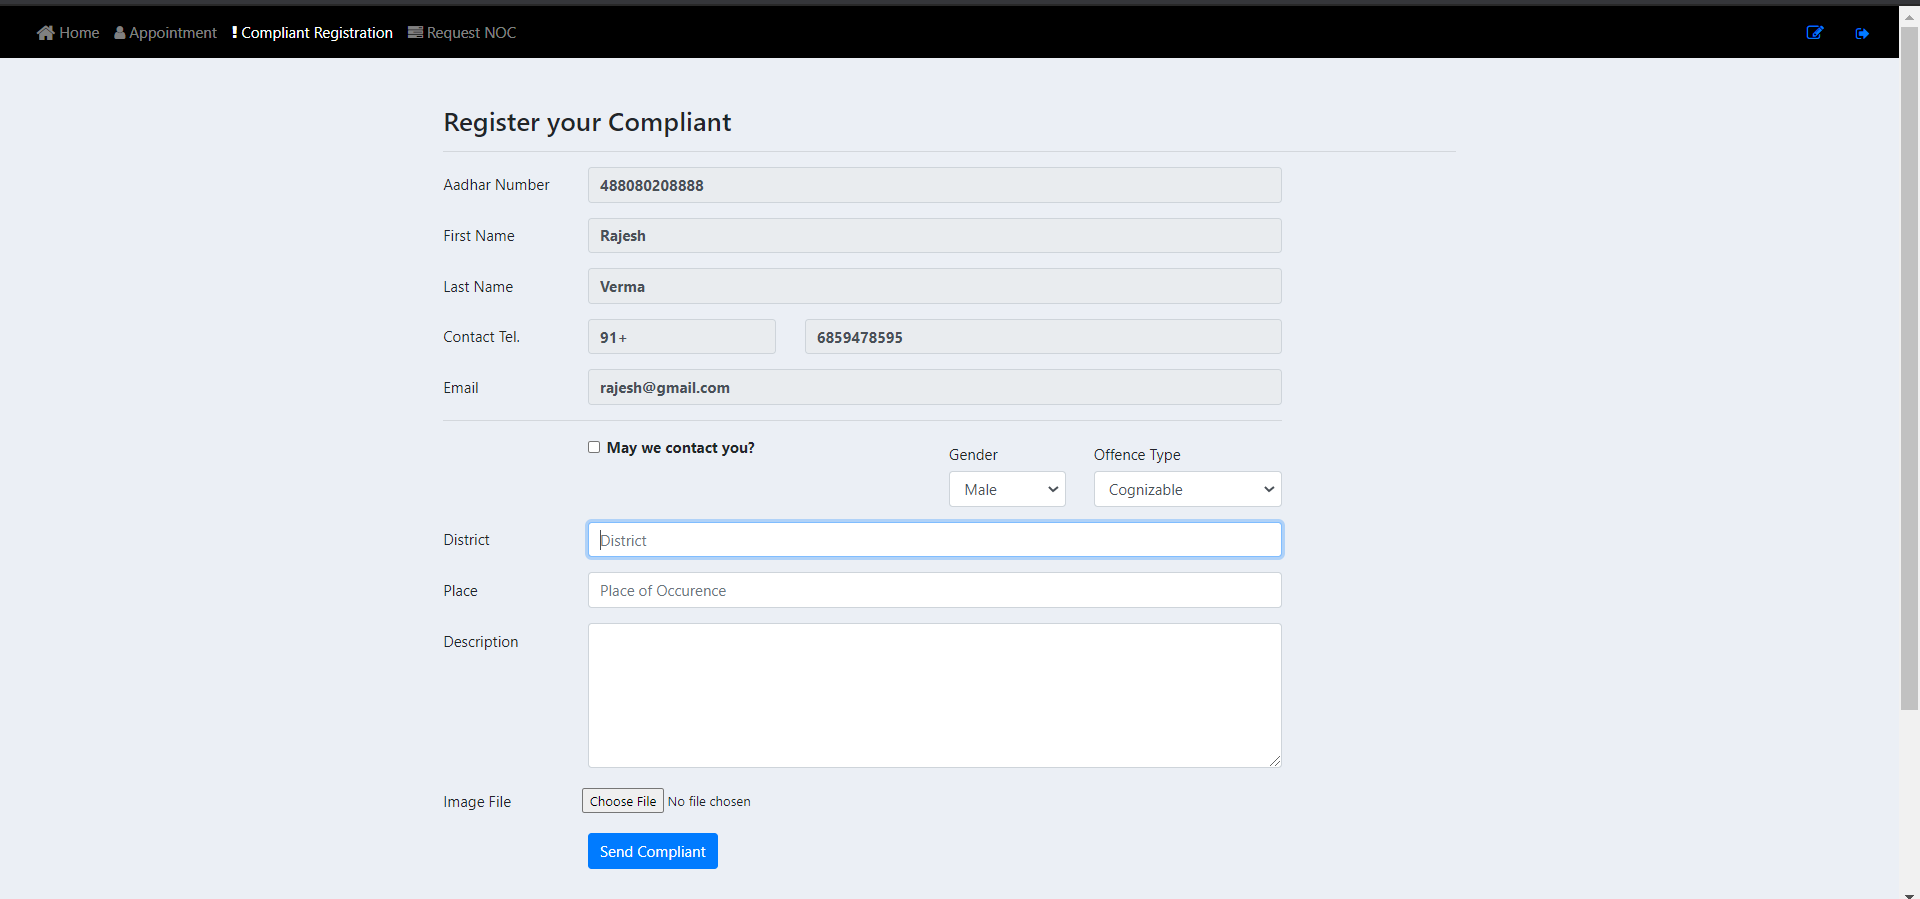 Home Appointment Compliant Registration Request NOC
Register your Compliant
Aadhar Number 488080208888
First Name Rajesh
Last Name Verma
Contact Tel. 91+ 6859478595
Email rajesh@gmail.com
May we contact you? Gender Offence Type
Male Cognizable
District District
Place Place of Occurence
Description
Image File Choose File No file chosen
Send Compliant